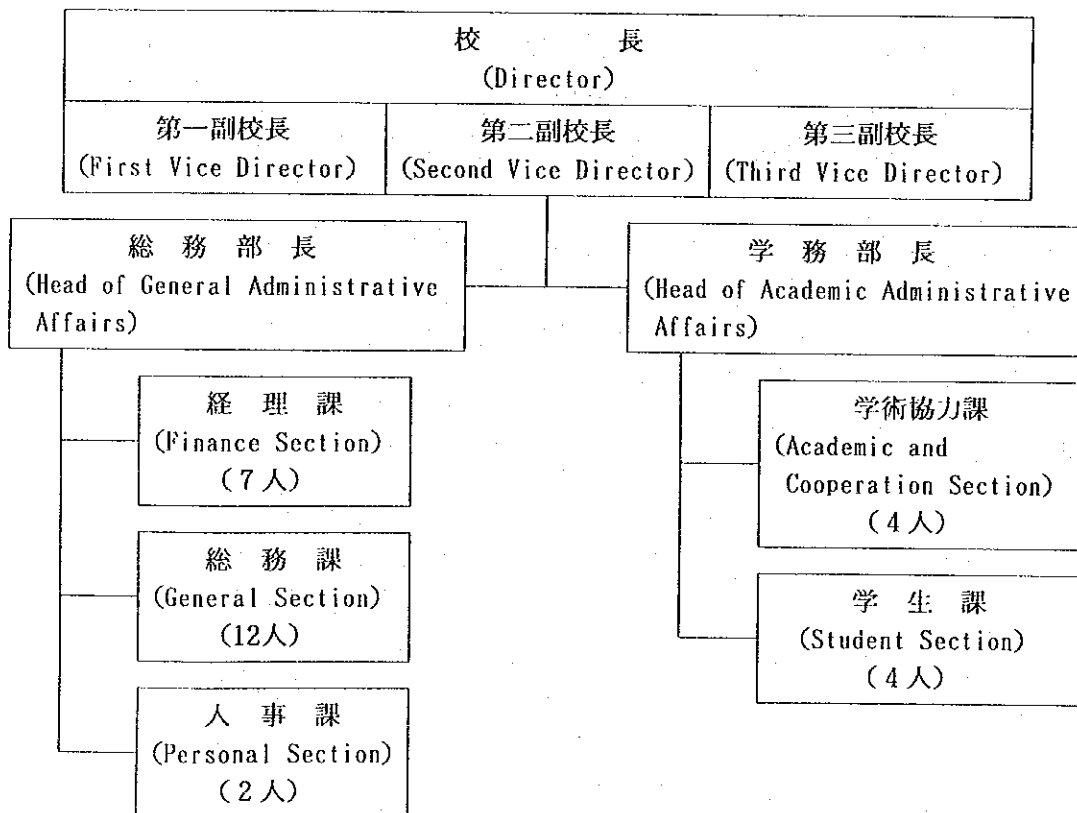 校 長
(Director)
第一副校長
(First Vice Director)
第二副校長
(Second Vice Director)
第三副校長
(Third Vice Director)
総 務 部 長
(Head of General Administrative
Affairs)
学 務 部 長
(Head of Academic Administrative
Affairs)
経 理 課
(Finance Section)
(7人)
総 務 課
(General Section)
(12人)
人 事 課
(Personal Section)
(2人)
学術協力課
(Academic and
Cooperation Section)
(4人)
学 生 課
(Student Section)
(4人)